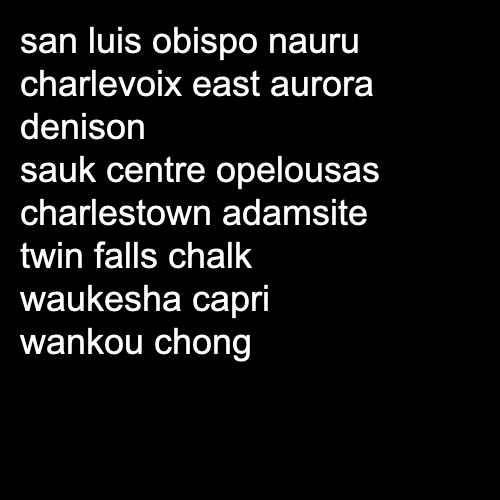 san luis obispo nauru
charlevoix east aurora
denison
sauk centre opelousas
charlestown adamsite
twin falls chalk
waukesha capri
wankou chong